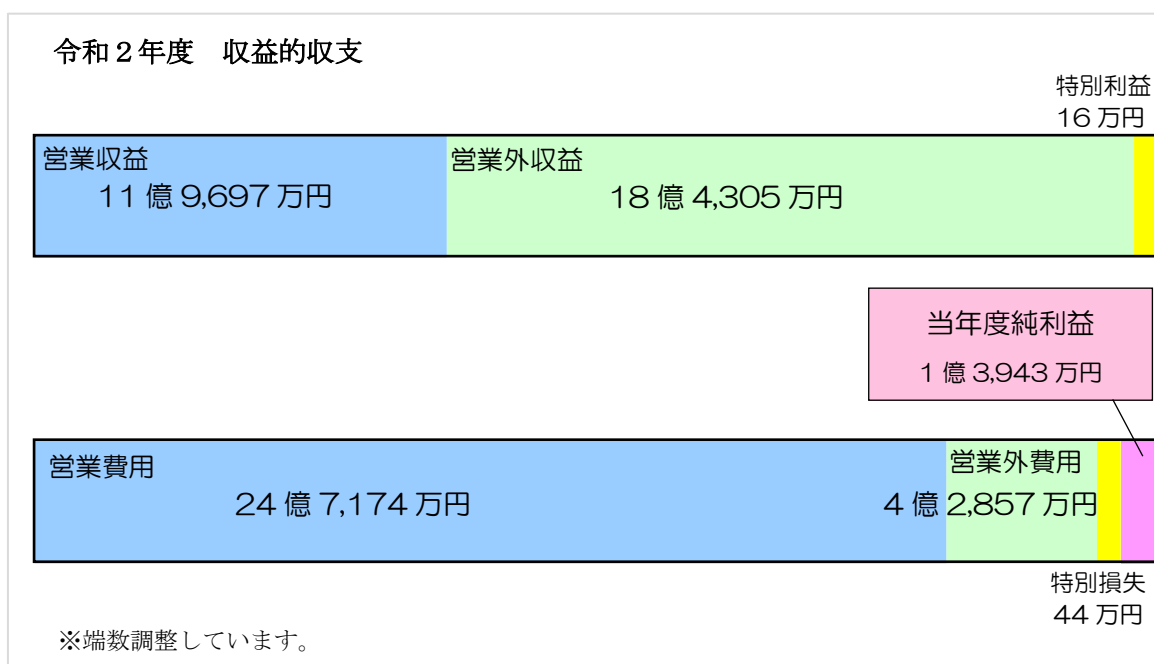 令和２年度　収益的収支
特別利益
16 万円
営業収益
11 億 9,697 万円
営業外収益
18 億 4,305 万円
当年度純利益
1 億 3,943 万円
営業費用
24 億 7,174 万円
営業外費用
4 億 2,857 万円
特別損失
44 万円
※端数調整しています。